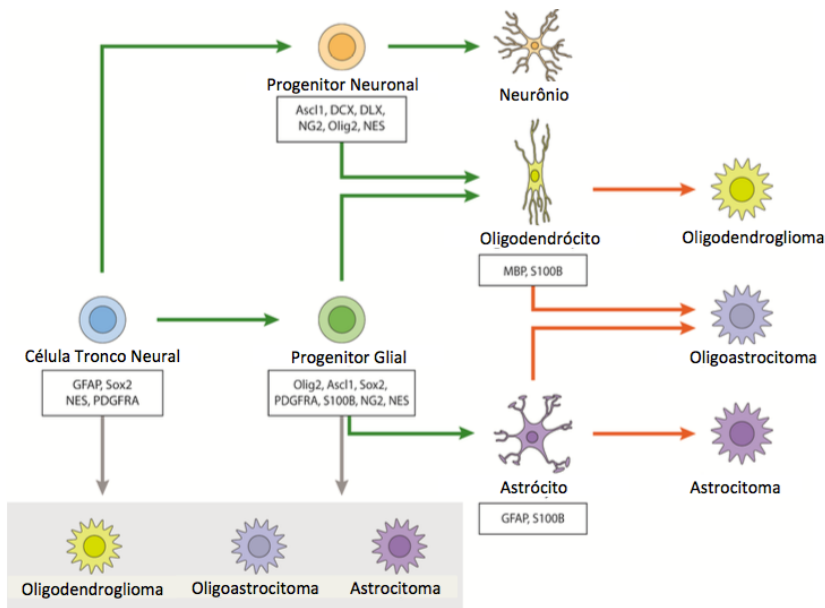 Progenitor Neuronal
Ascl1, DCX, DLX,
NG2, Olig2, NES
Neurônio
Oligodendrócito
MBP, S100B
Oligodendroglioma
Célula Tronco Neural
GFAP, Sox2
NES, PDGFRA
Progenitor Glial
Olig2, Ascl1, Sox2,
PDGFRA, S100B, NG2, NES
Oligoastrocitoma
Astrócito
GFAP, S100B
Astrocitoma
Oligodendroglioma
Oligoastrocitoma
Astrocitoma